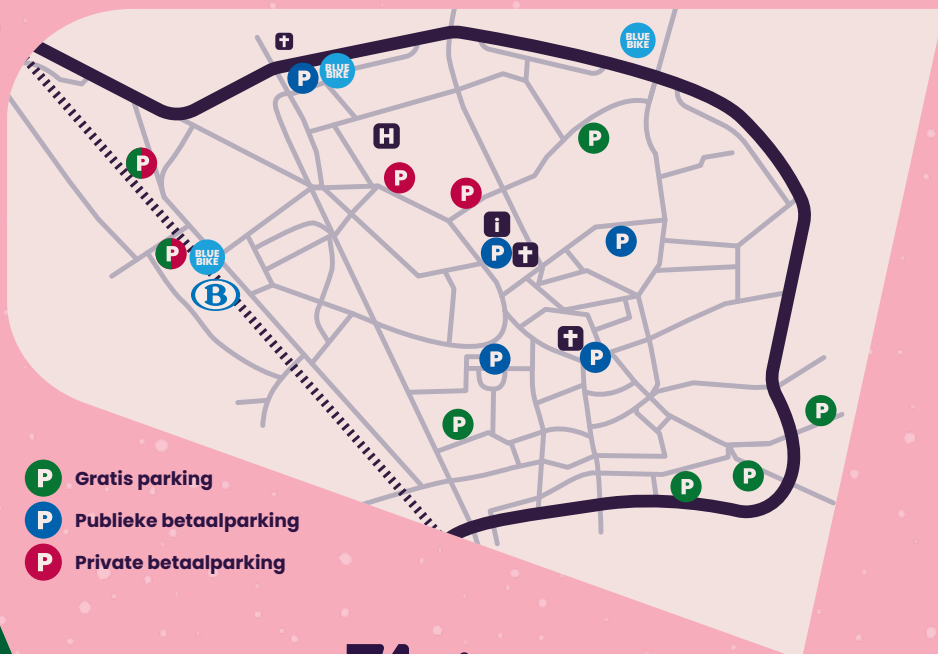 BLUE
BIKE
P
BLUE
BIKE
H
P
P
P
P
i
P
P
P
BLUE
BIKE
B
P
P
P
P
P
P
P
P Gratis parking
P Publieke betaalparking
P Private betaalparking